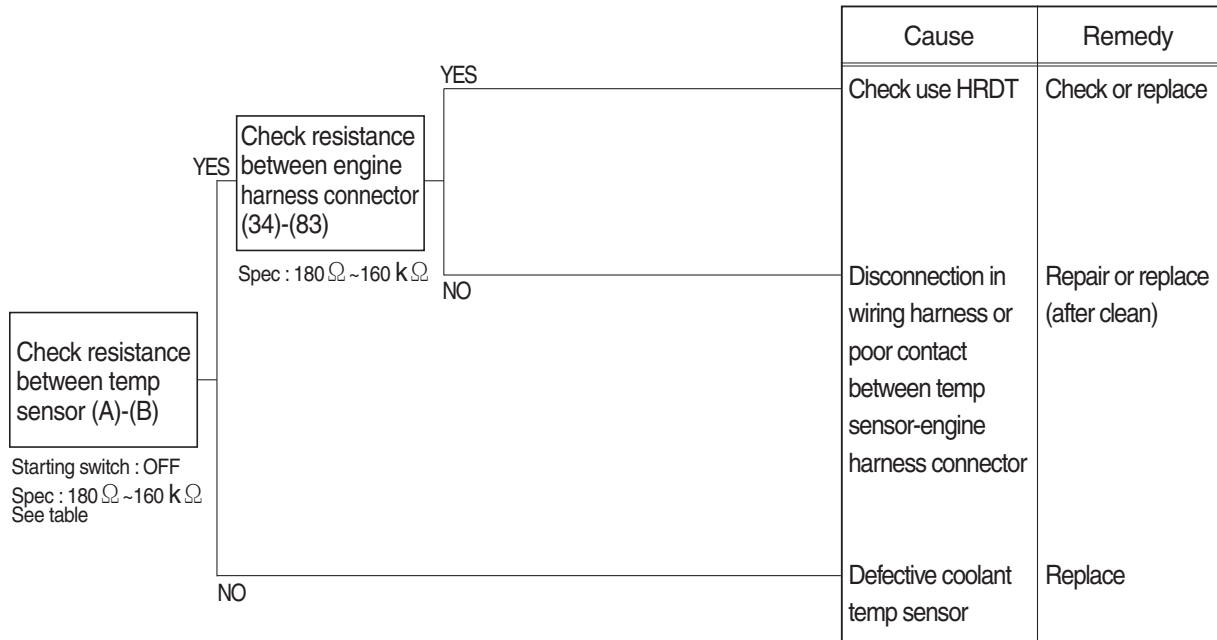 Cause Remedy
YES
Check use HRDT Check or replace
YES
Check resistance
between engine
harness connector
(34)-(83)
Spec : 180 Ω ~160 kΩ
NO
Disconnection in Repair or replace
wiring harness or (after clean)
poor contact
between temp
sensor-engine
harness connector
Check resistance
between temp
sensor (A)-(B)
Starting switch : OFF
Spec : 180 Ω ~160 kΩ
See table
NO
Defective coolant Replace
temp sensor